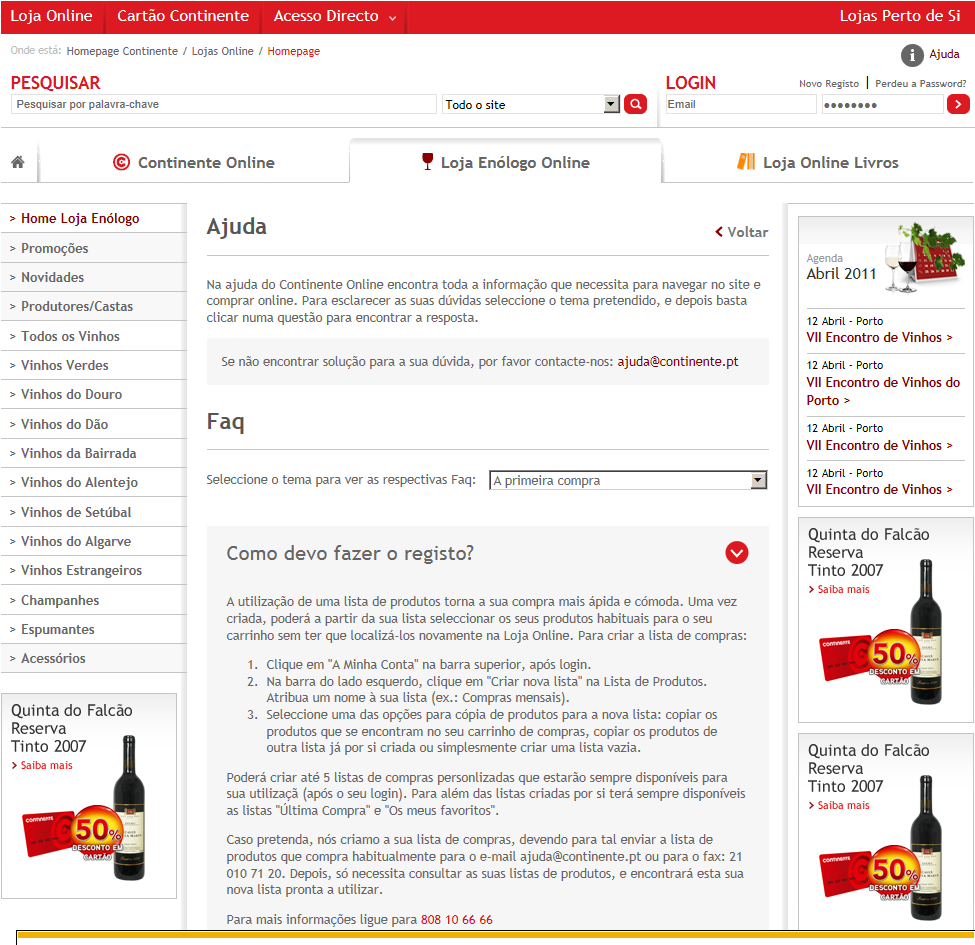 Loja Online Cartão Continente Acesso Directo Lojas Perto de Si
Onde está: Homepage Continente / Lojas Online / Homepage
Ajuda
PESQUISAR
LOGIN
Novo Registo | Perdeu a Password?
Pesquisar por palavra-chave
Todo o site
Email
Continente Online
Loja Enólogo Online
Loja Online Livros
> Home Loja Enólogo
> Promoções
> Novidades
> Produtores/Castas
> Todos os Vinhos
> Vinhos Verdes
> Vinhos do Douro
> Vinhos do Dão
> Vinhos da Bairrada
> Vinhos do Alentejo
> Vinhos de Setúbal
> Vinhos do Algarve
> Vinhos Estrangeiros
> Champanhes
> Espumantes
> Acessórios
Quinta do Falcão
Reserva
Tinto 2007
Saiba mais
CONTINENTE
50%
DESCONTO EM
CARTÃO
Ajuda
Voltar
Na ajuda do Continente Online encontra toda a informação que necessita para navegar no site e
comprar online. Para esclarecer as suas dúvidas seleccione o tema pretendido, e depois basta
clicar numa questão para encontrar a resposta.
Se não encontrar solução para a sua dúvida, por favor contacte-nos: ajuda@continente.pt
Faq
Seleccione o tema para ver as respectivas Faq:
A primeira compra
Como devo fazer o registo?
A utilização de uma lista de produtos torna a sua compra mais ápida e cómoda. Uma vez
criada, poderá a partir da sua lista seleccionar os seus produtos habituais para o seu
carrinho sem ter que localizá-los novamente na Loja Online. Para criar a lista de compras:
1. Clique em "A Minha Conta" na barra superior, após login.
2. Na barra do lado esquerdo, clique em "Criar nova lista" na Lista de Produtos.
Atribua um nome à sua lista (ex.: Compras mensais).
3. Seleccione uma das opções para cópia de produtos para a nova lista: copiar os
produtos que se encontram no seu carrinho de compras, copiar os produtos de
outra lista já por si criada ou simplesmente criar uma lista vazia.
Poderá criar até 5 listas de compras personlizadas que estarão sempre disponíveis para
sua utilizaçã (após o seu login). Para além das listas criadas por si terá sempre disponíveis
as listas "Última Compra" e "Os meus favoritos".
Caso pretenda, nós criamo a sua lista de compras, devendo para tal enviar a lista de
produtos que compra habitualmente para o e-mail ajuda@continente.pt ou para o fax: 21
010 71 20. Depois, só necessita consultar as suas listas de produtos, e encontrará esta sua
nova lista pronta a utilizar.
Para mais informações ligue para 808 10 66 66
Agenda
Abril 2011
12 Abril - Porto
VII Encontro de Vinhos >
12 Abril - Porto
VII Encontro de Vinhos do
Porto >
12 Abril - Porto
VII Encontro de Vinhos >
12 Abril - Porto
VII Encontro de Vinhos >
Quinta do Falcão
Reserva
Tinto 2007
Saiba mais
CONTINENTE
50%
DESCONTO EM
CARTÃO
Quinta do Falcão
Reserva
Tinto 2007
Saiba mais
CONTINENTE
50%
DESCONTO EM
CARTÃO